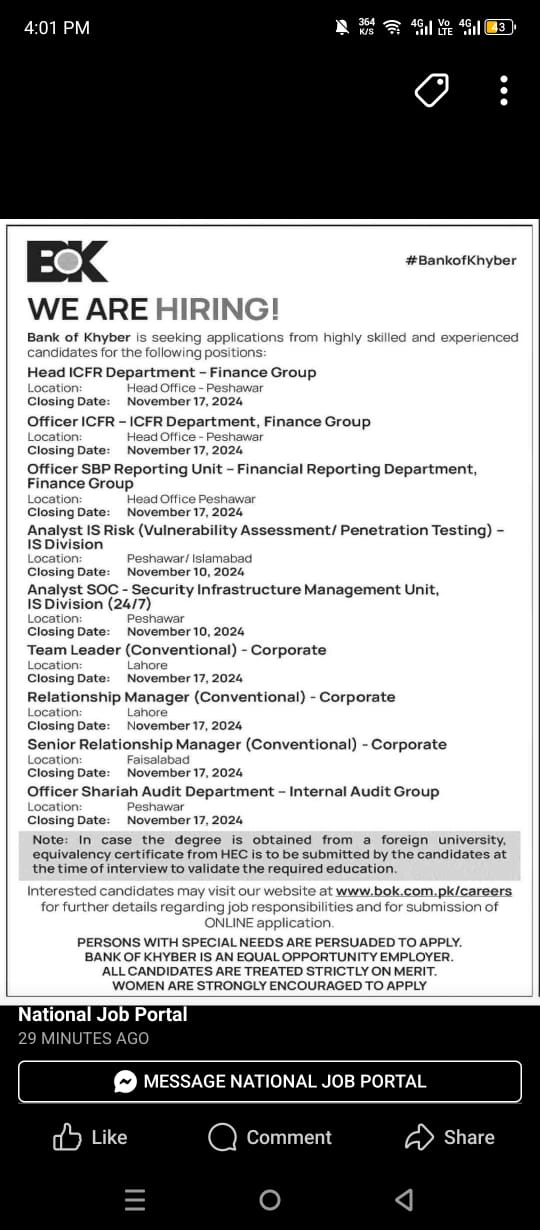 4:01 PM
364 K/S 4G Vo LTE 4G 43
BOK
#BankofKhyber
WE ARE HIRING!
Bank of Khyber is seeking applications from highly skilled and experienced
candidates for the following positions:
Head ICFR Department – Finance Group
Location: Head Office - Peshawar
Closing Date: November 17, 2024
Officer ICFR – ICFR Department, Finance Group
Location: Head Office - Peshawar
Closing Date: November 17, 2024
Officer SBP Reporting Unit – Financial Reporting Department,
Finance Group
Location: Head Office Peshawar
Closing Date: November 17, 2024
Analyst IS Risk (Vulnerability Assessment/ Penetration Testing) –
IS Division
Location: Peshawar/ Islamabad
Closing Date: November 10, 2024
Analyst SOC - Security Infrastructure Management Unit,
IS Division (24/7)
Location: Peshawar
Closing Date: November 10, 2024
Team Leader (Conventional) - Corporate
Location: Lahore
Closing Date: November 17, 2024
Relationship Manager (Conventional) - Corporate
Location: Lahore
Closing Date: November 17, 2024
Senior Relationship Manager (Conventional) - Corporate
Location: Faisalabad
Closing Date: November 17, 2024
Officer Shariah Audit Department – Internal Audit Group
Location: Peshawar
Closing Date: November 17, 2024
Note: In case the degree is obtained from a foreign university,
equivalency certificate from HEC is to be submitted by the candidates at
the time of interview to validate the required education.
Interested candidates may visit our website at www.bok.com.pk/careers
for further details regarding job responsibilities and for submission of
ONLINE application.
PERSONS WITH SPECIAL NEEDS ARE PERSUADED TO APPLY.
BANK OF KHYBER IS AN EQUAL OPPORTUNITY EMPLOYER.
ALL CANDIDATES ARE TREATED STRICTLY ON MERIT.
WOMEN ARE STRONGLY ENCOURAGED TO APPLY
National Job Portal
29 MINUTES AGO
MESSAGE NATIONAL JOB PORTAL
Like Comment Share